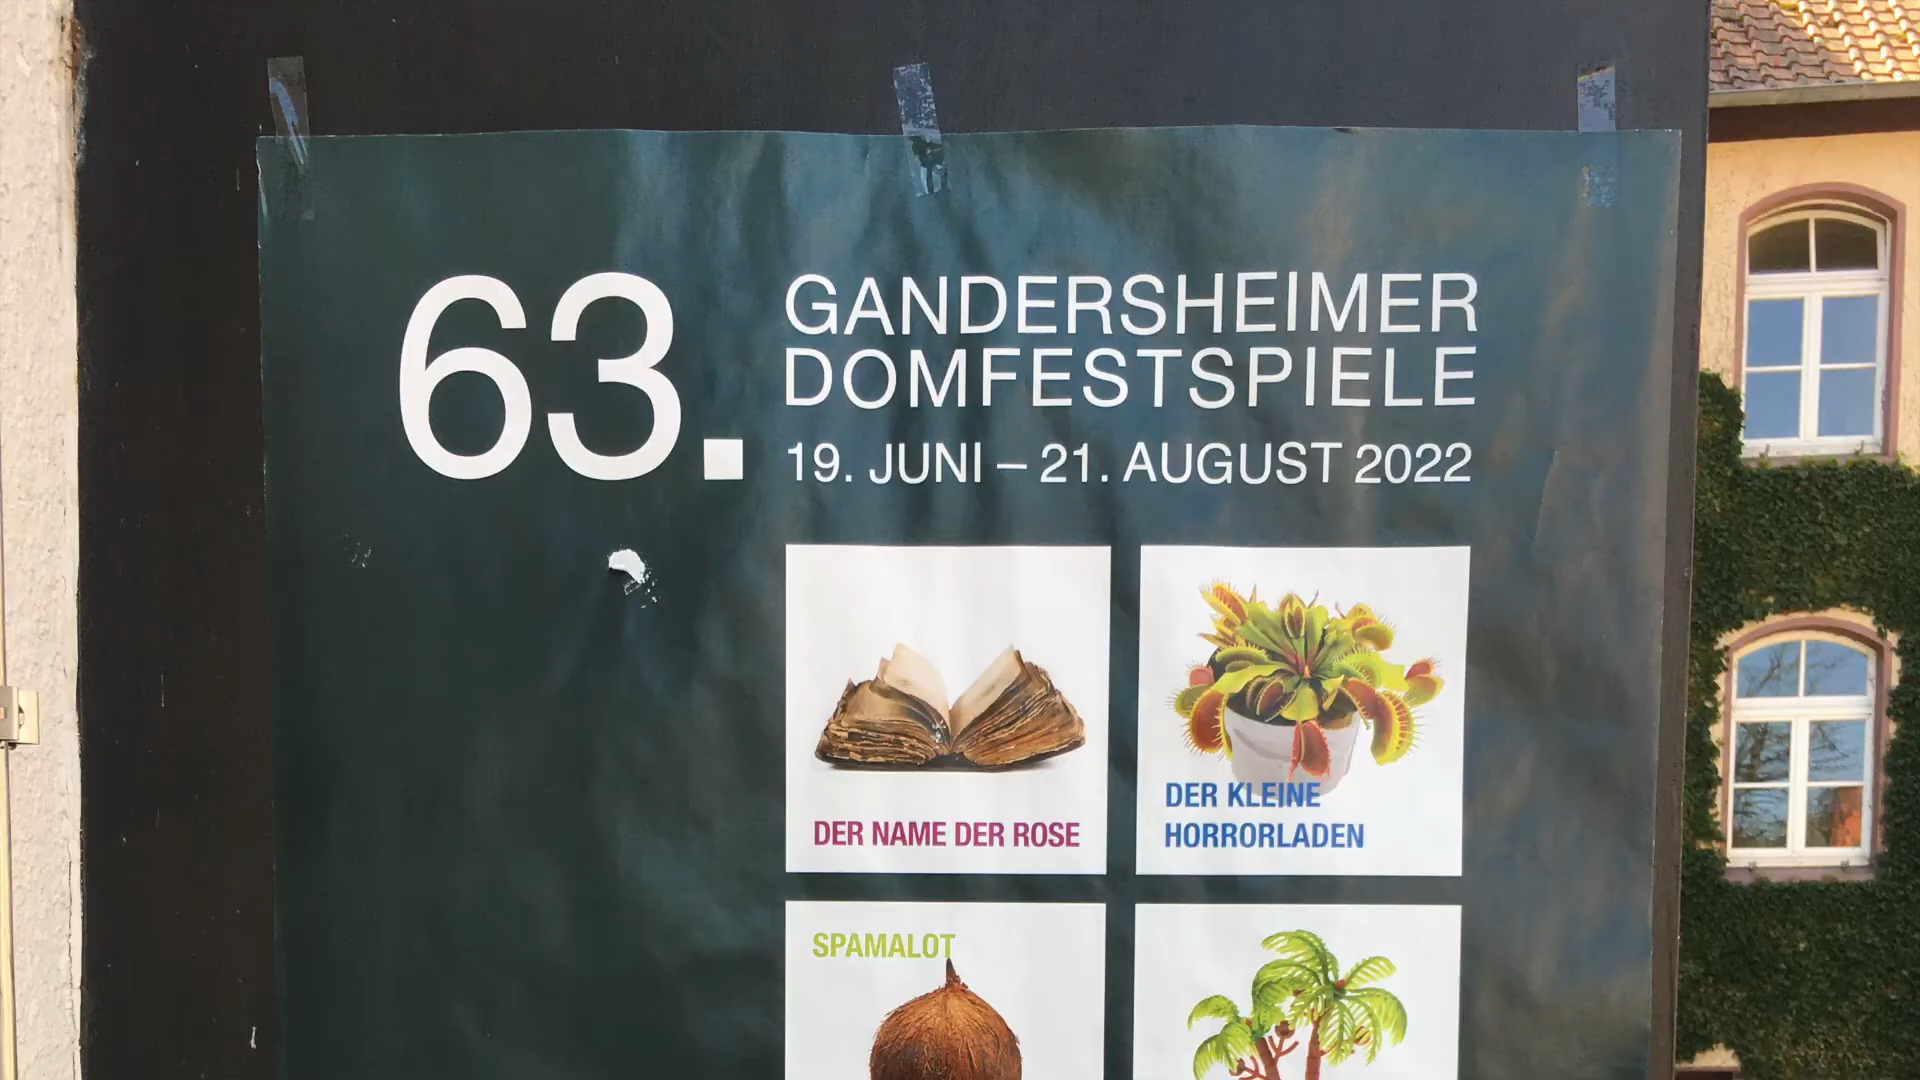 63.
GANDERSHEIMER
DOMFESTSPIELE
19. JUNI – 21. AUGUST 2022
DER NAME DER ROSE
DER KLEINE
HORRORLADEN
SPAMALOT